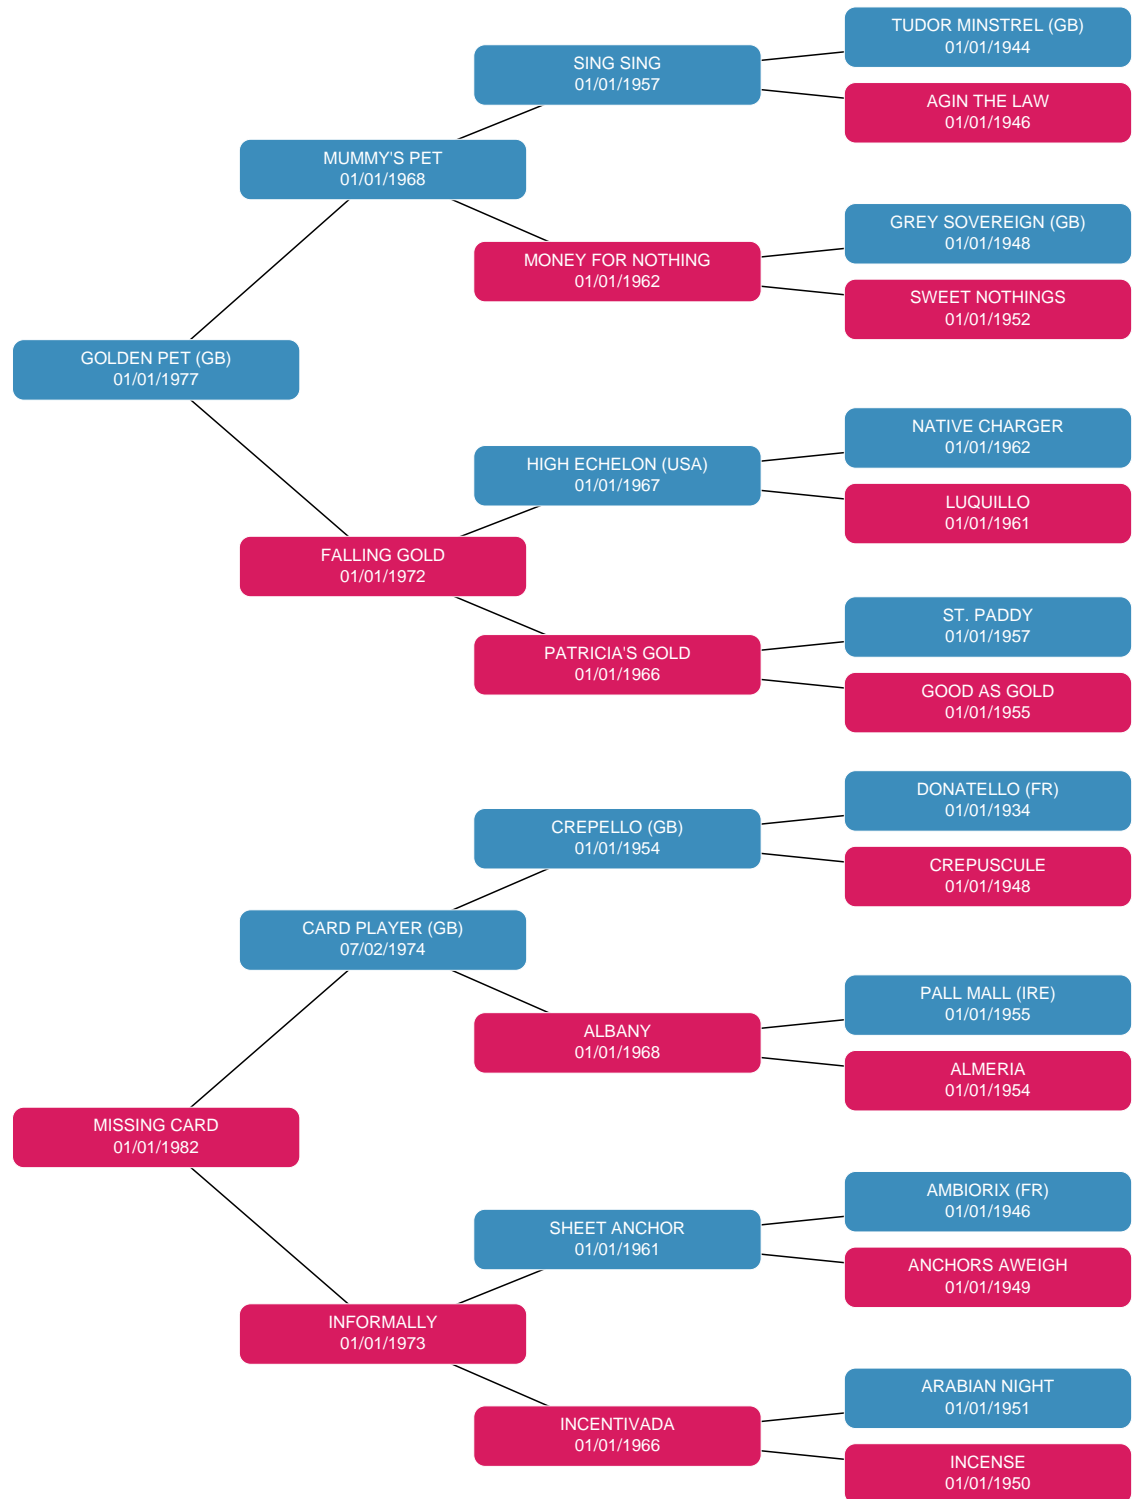 TUDOR MINSTREL (GB)
01/01/1944
SING SING
01/01/1957
AGIN THE LAW
01/01/1946
MUMMY'S PET
01/01/1968
GREY SOVEREIGN (GB)
01/01/1948
MONEY FOR NOTHING
01/01/1962
SWEET NOTHINGS
01/01/1952
GOLDEN PET (GB)
01/01/1977
NATIVE CHARGER
01/01/1962
HIGH ECHELON (USA)
01/01/1967
LUQUILLO
01/01/1961
FALLING GOLD
01/01/1972
ST. PADDY
01/01/1957
PATRICIA'S GOLD
01/01/1966
GOOD AS GOLD
01/01/1955
DONATELLO (FR)
01/01/1934
CREPELLO (GB)
01/01/1954
CREPUSCULE
01/01/1948
CARD PLAYER (GB)
07/02/1974
PALL MALL (IRE)
01/01/1955
ALBANY
01/01/1968
ALMERIA
01/01/1954
MISSING CARD
01/01/1982
AMBIORIX (FR)
01/01/1946
SHEET ANCHOR
01/01/1961
ANCHORS AWEIGH
01/01/1949
INFORMALLY
01/01/1973
ARABIAN NIGHT
01/01/1951
INCENTIVADA
01/01/1966
INCENSE
01/01/1950